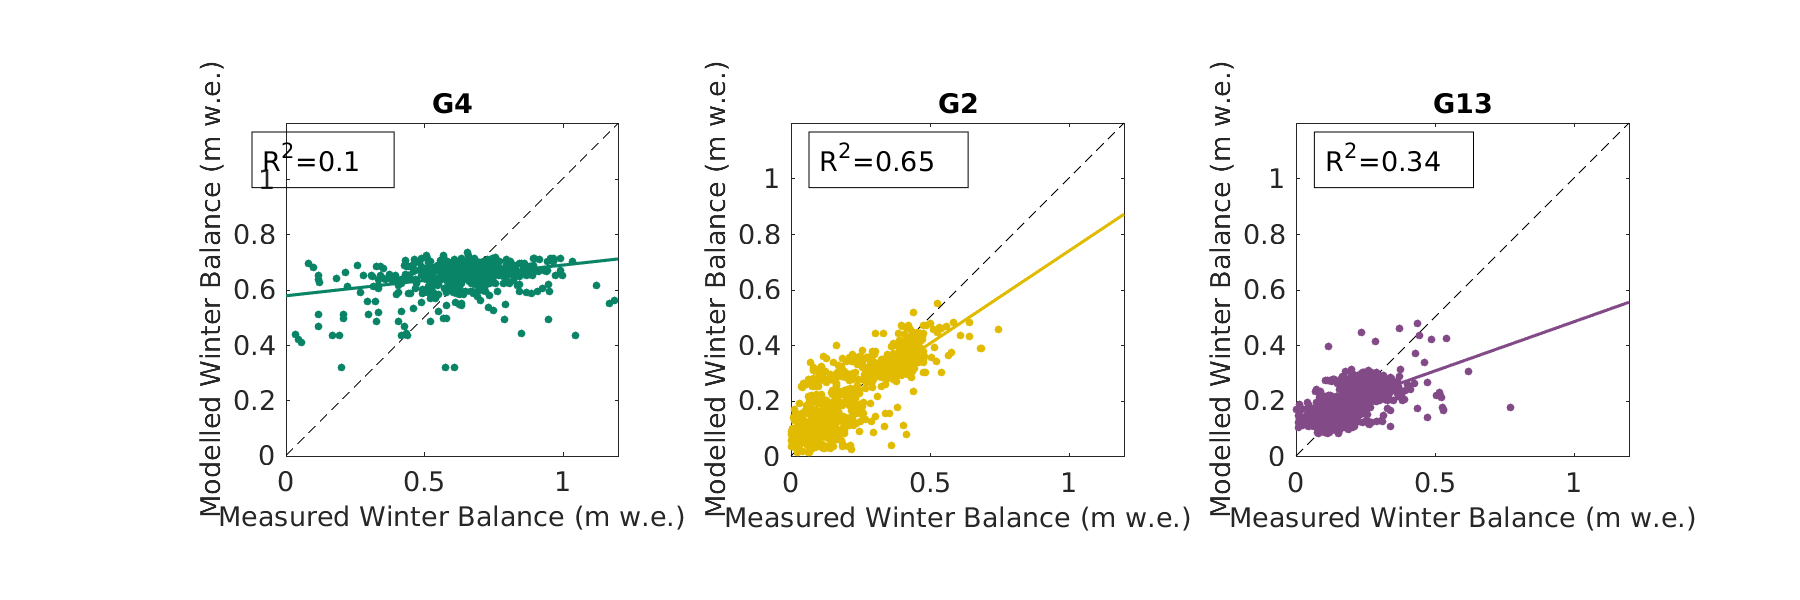 G4
R²=0.1
1
0.8
0.6
0.4
0.2
0
0 0.5 1
Modelled Winter Balance (m w.e.)
Measured Winter Balance (m w.e.)
G2
R²=0.65
1
0.8
0.6
0.4
0.2
0
0 0.5 1
Modelled Winter Balance (m w.e.)
Measured Winter Balance (m w.e.)
G13
R²=0.34
1
0.8
0.6
0.4
0.2
0
0 0.5 1
Modelled Winter Balance (m w.e.)
Measured Winter Balance (m w.e.)